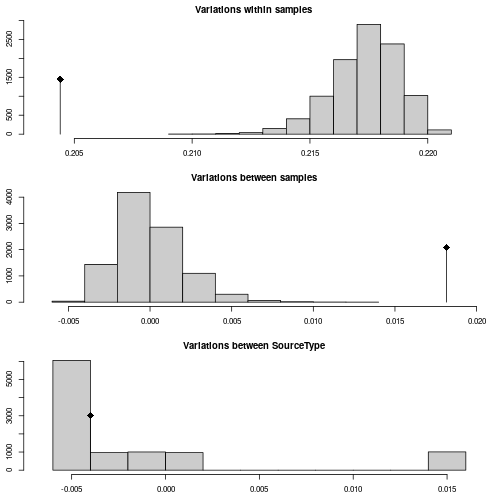 Variations within samples
2500
1500
500
0
0.205 0.210 0.215 0.220
Variations between samples
4000
3000
2000
1000
0
-0.005 0.000 0.005 0.010 0.015 0.020
Variations between SourceType
5000
3000
1000
0
-0.005 0.000 0.005 0.010 0.015